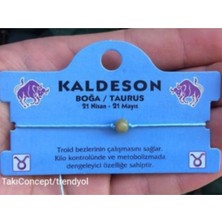 KALDESON
BOĞA / TAURUS
21 Nisan - 21 Mayıs
Troid bezlerinin çalışmasını sağlar.
Kilo kontrolünde ve metabolizmada
dengeleyici özelliğe sahiptir.
TakıConcept/trendyol